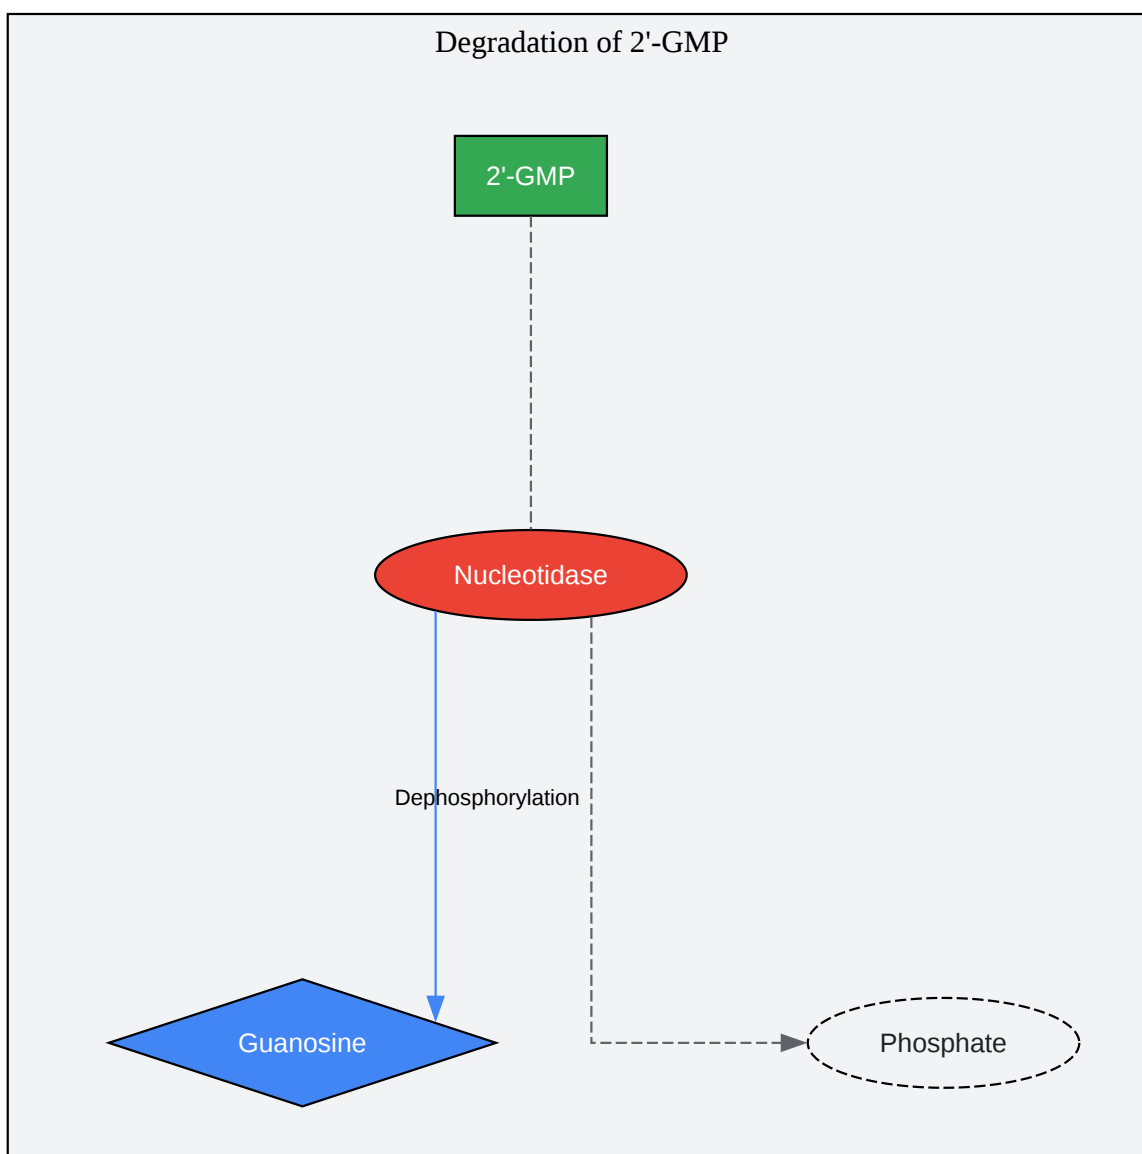 Degradation of 2'-GMP
2'-GMP
Nucleotidase
Dephosphorylation
Guanosine
Phosphate